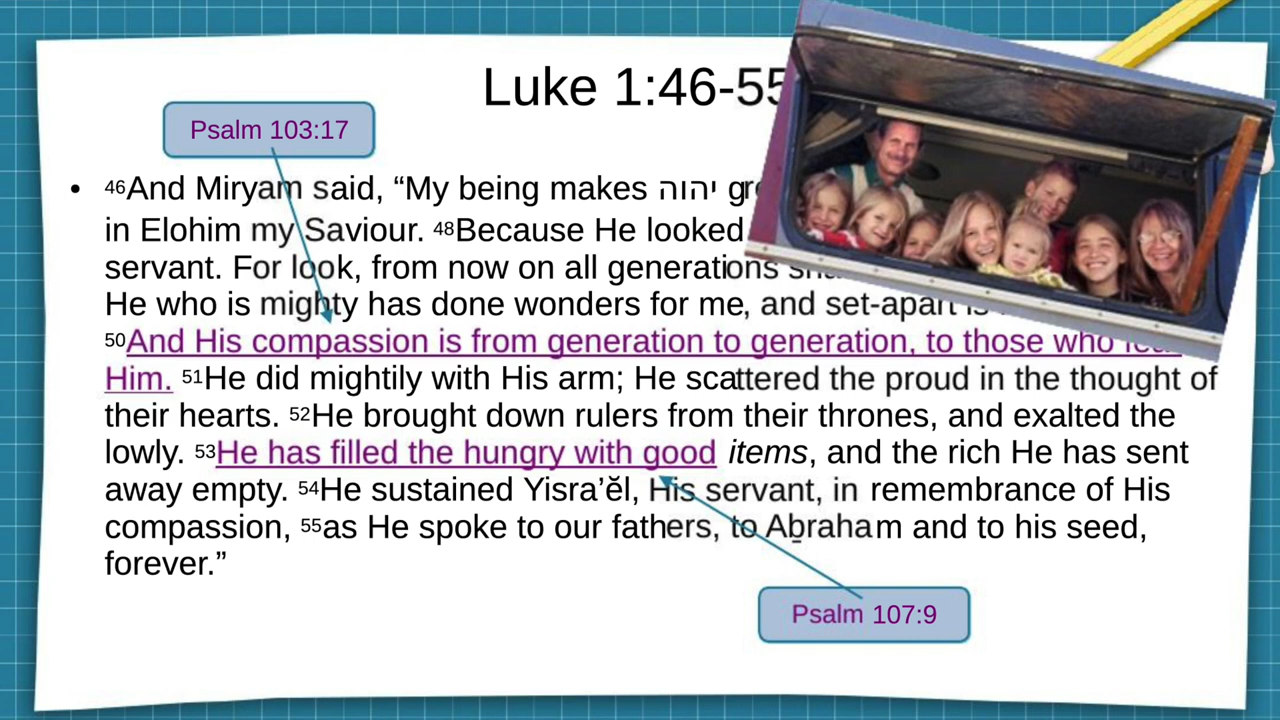 Luke 1:46-55
Psalm 103:17
• 46And Miryam said, “My being makes יהוה
in Elohim my Saviour. 48Because He looked
servant. For look, from now on all generations
He who is mighty has done wonders for me, and set-apart
50And His compassion is from generation to generation, to those who
Him. 51He did mightily with His arm; He scattered the proud in the thought of
their hearts. 52He brought down rulers from their thrones, and exalted the
lowly. 53He has filled the hungry with good items, and the rich He has sent
away empty. 54He sustained Yisra’ĕl, His servant, in remembrance of His
compassion, 55as He spoke to our fathers, to Aḇraham and to his seed,
forever.”
Psalm 107:9